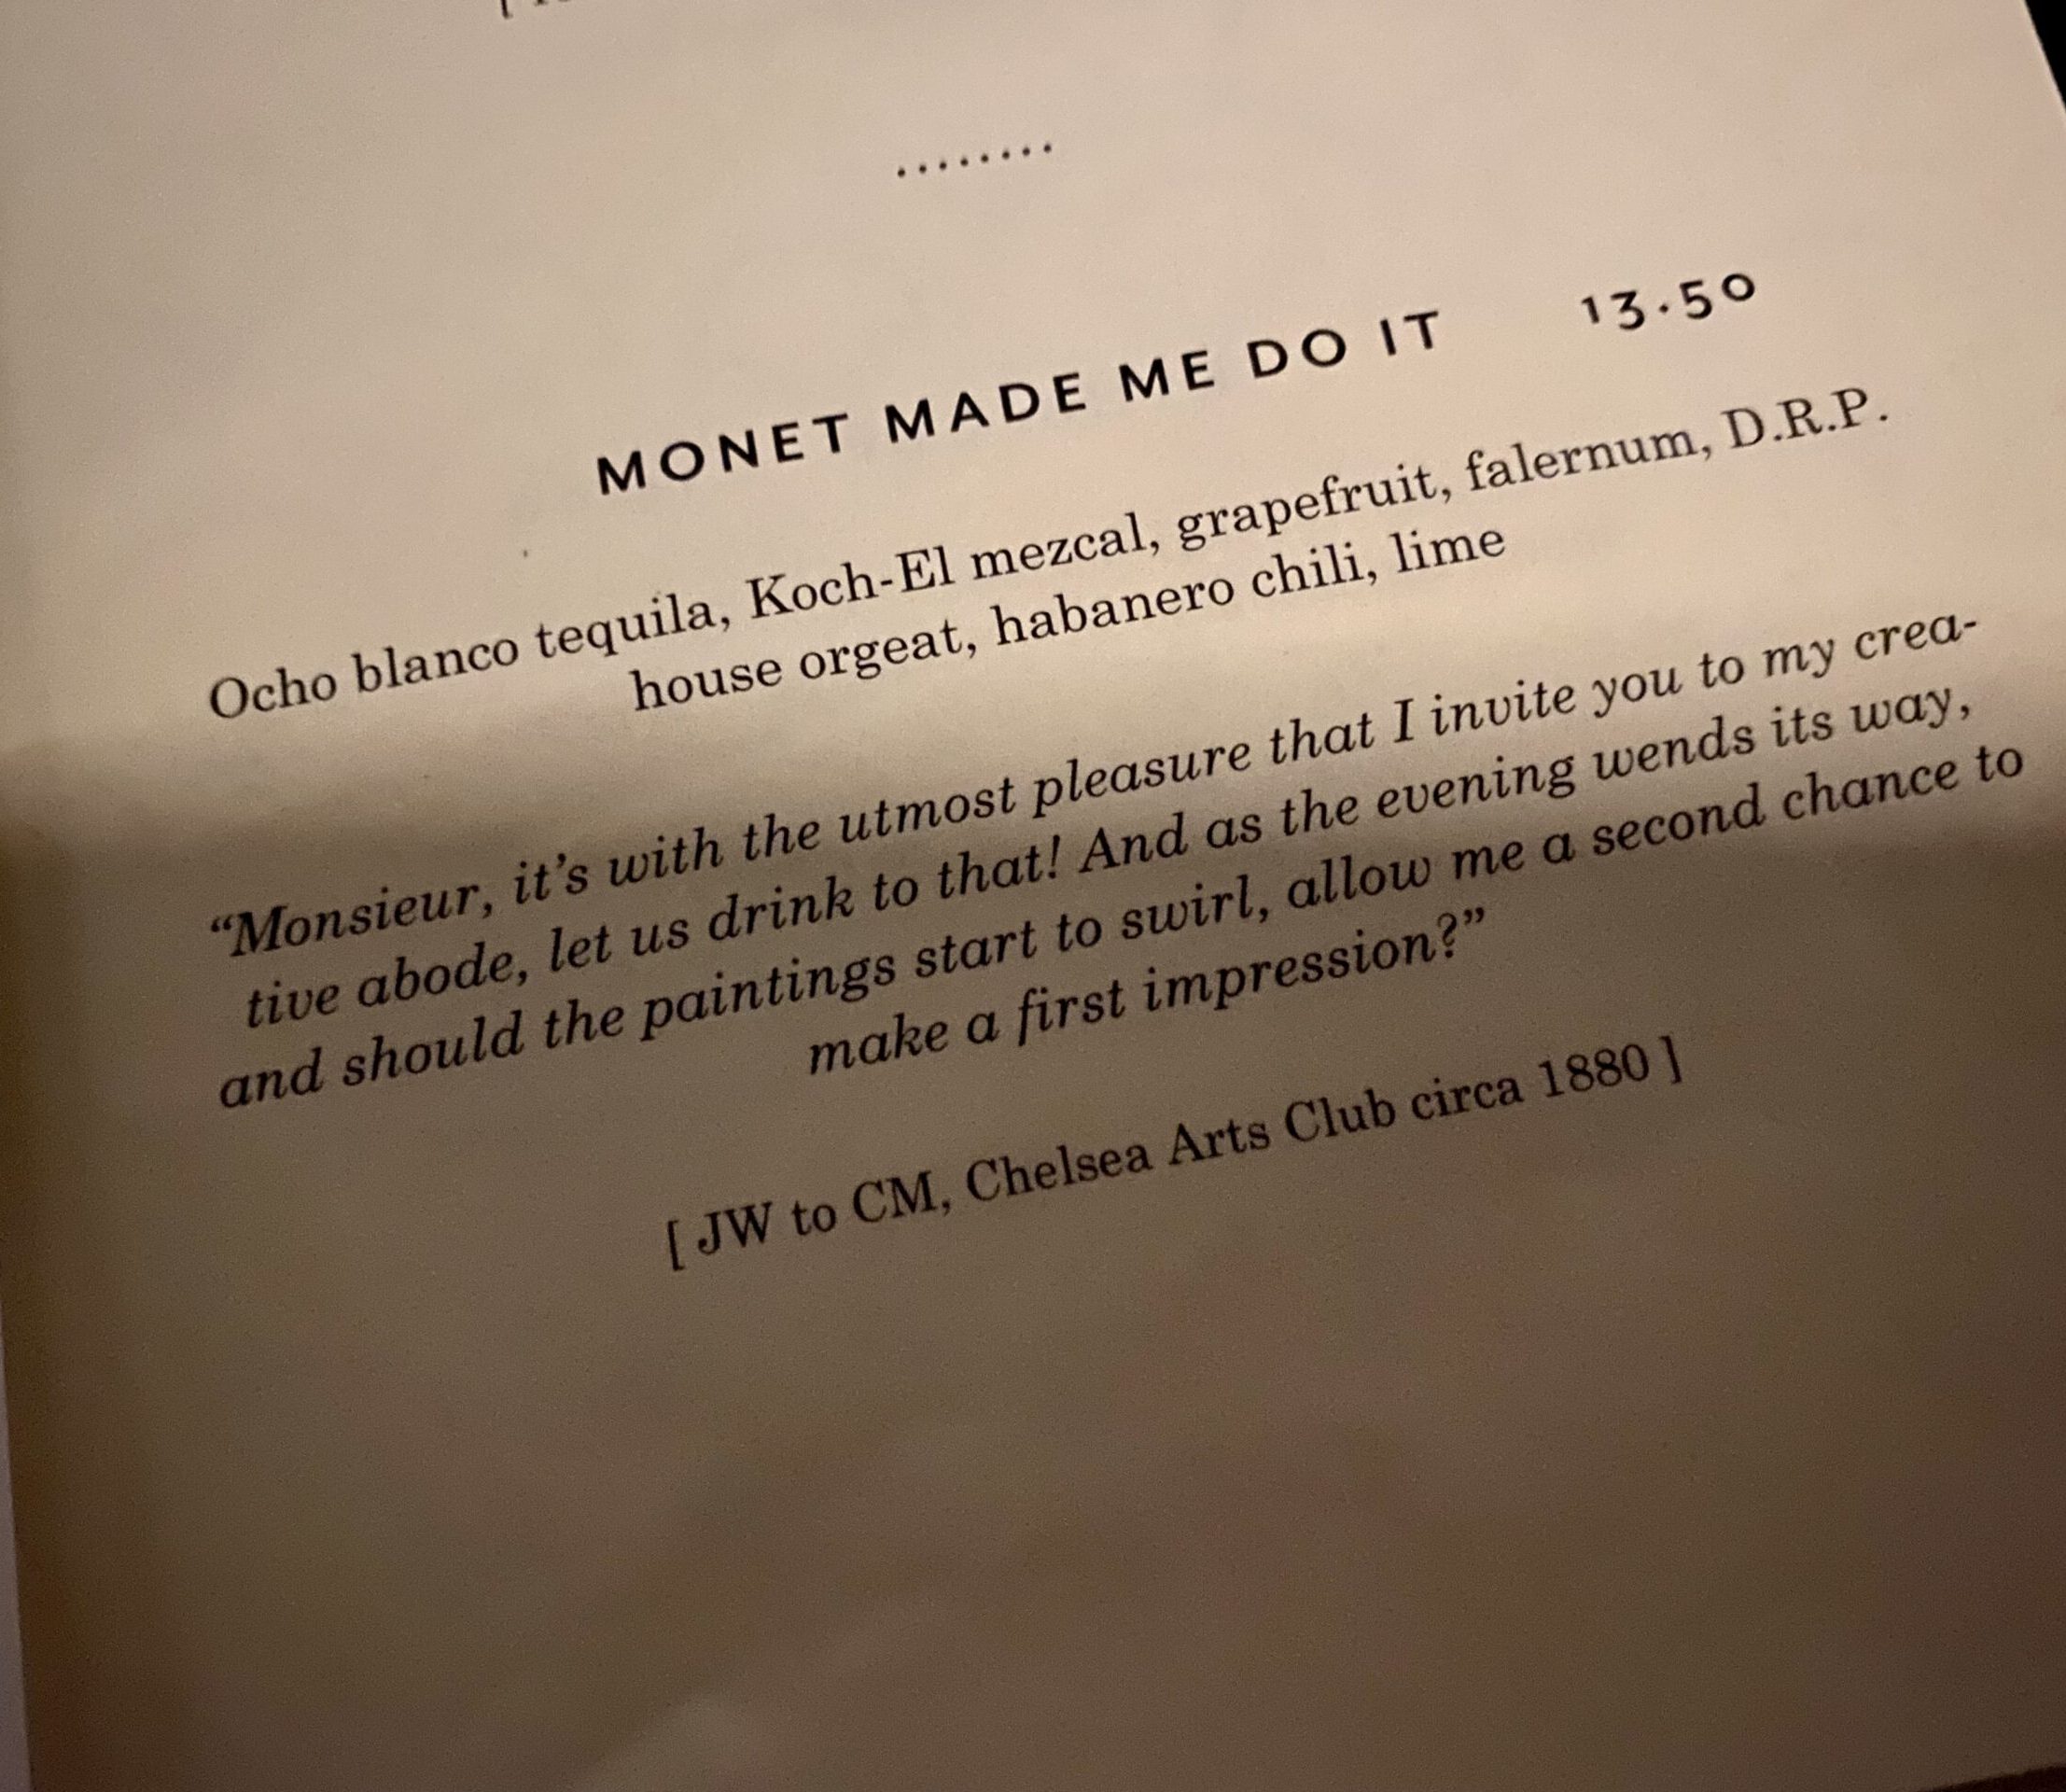 ........
MONET MADE ME DO IT 13.50
Ocho blanco tequila, Koch-El mezcal, grapefruit, falernum, D.R.P.
house orgeat, habanero chili, lime
“Monsieur, it’s with the utmost pleasure that I invite you to my crea-
tive abode, let us drink to that! And as the evening wends its way,
and should the paintings start to swirl, allow me a second chance to
make a first impression?”
[ JW to CM, Chelsea Arts Club circa 1880 ]